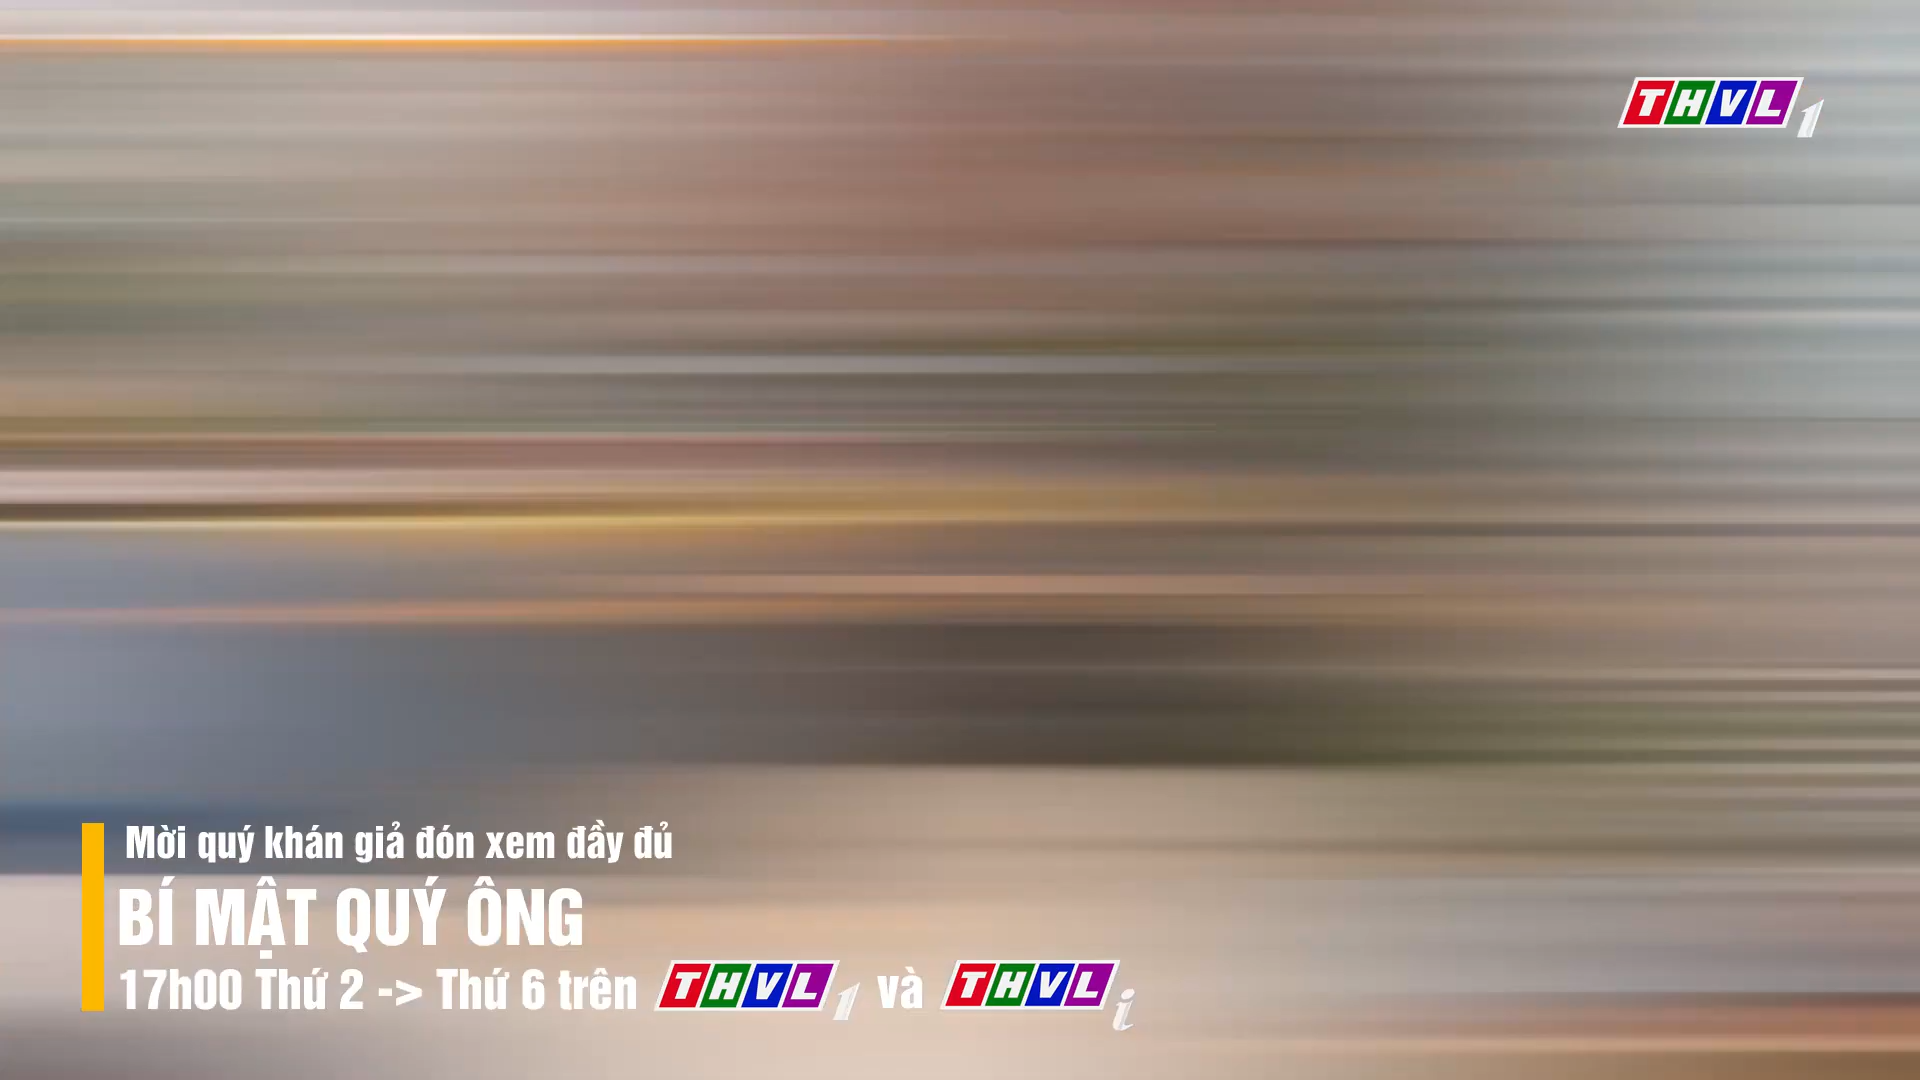 THVL1
Mời quý khán giả đón xem đầy đủ
BÍ MẬT QUÝ ÔNG
17h00 Thứ 2 -> Thứ 6 trên THVL1 và THVLi